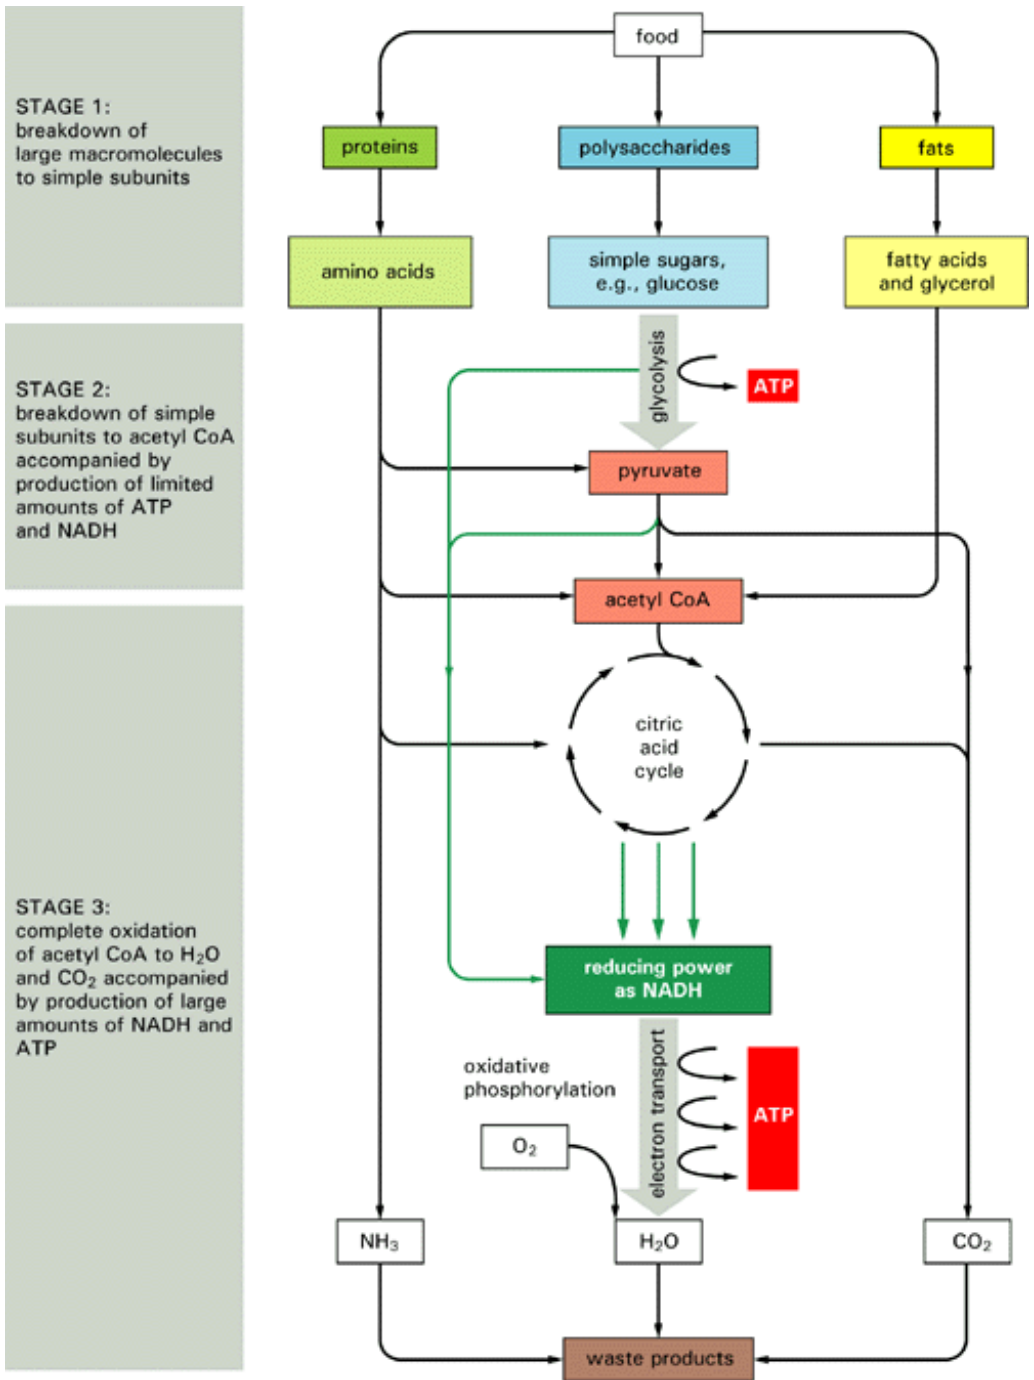 food
STAGE 1:
breakdown of
large macromolecules
to simple subunits
proteins
polysaccharides
fats
amino acids
simple sugars,
e.g., glucose
fatty acids
and glycerol
STAGE 2:
breakdown of simple
subunits to acetyl CoA
accompanied by
production of limited
amounts of ATP
and NADH
glycolysis
ATP
pyruvate
acetyl CoA
citric
acid
cycle
STAGE 3:
complete oxidation
of acetyl CoA to H₂O
and CO₂ accompanied
by production of large
amounts of NADH and
ATP
reducing power
as NADH
oxidative
phosphorylation
electron transport
ATP
O₂
NH₃
H₂O
CO₂
waste products